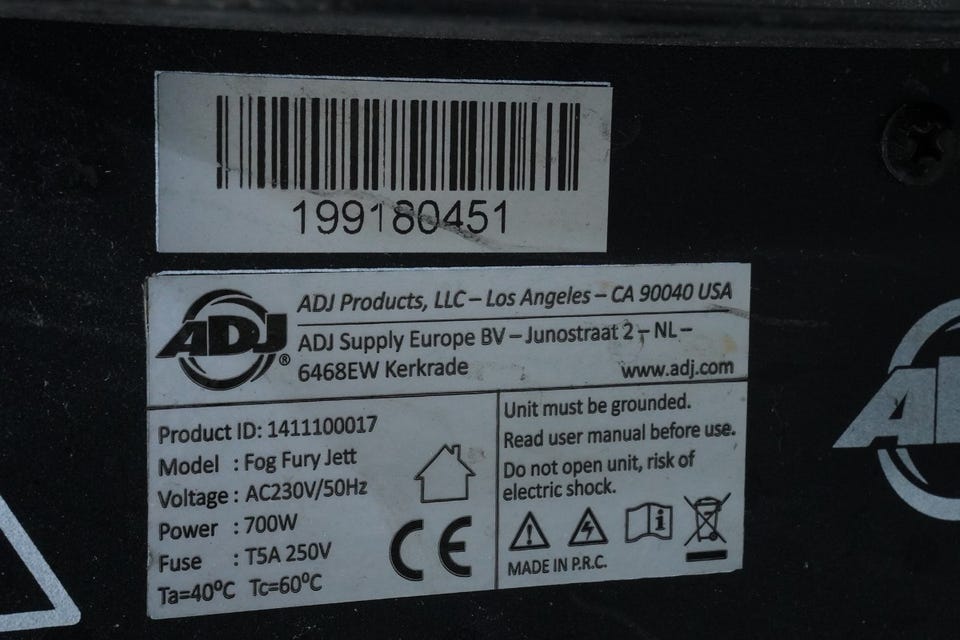 199180451
ADJ®
ADJ Products, LLC – Los Angeles – CA 90040 USA
ADJ Supply Europe BV – Junostraat 2 – NL –
6468EW Kerkrade
www.adj.com
Product ID: 1411100017
Model : Fog Fury Jett
Voltage : AC230V/50Hz
Power : 700W
Fuse : T5A 250V
Ta=40°C Tc=60°C
CE
Unit must be grounded.
Read user manual before use.
Do not open unit, risk of
electric shock.
MADE IN P.R.C.